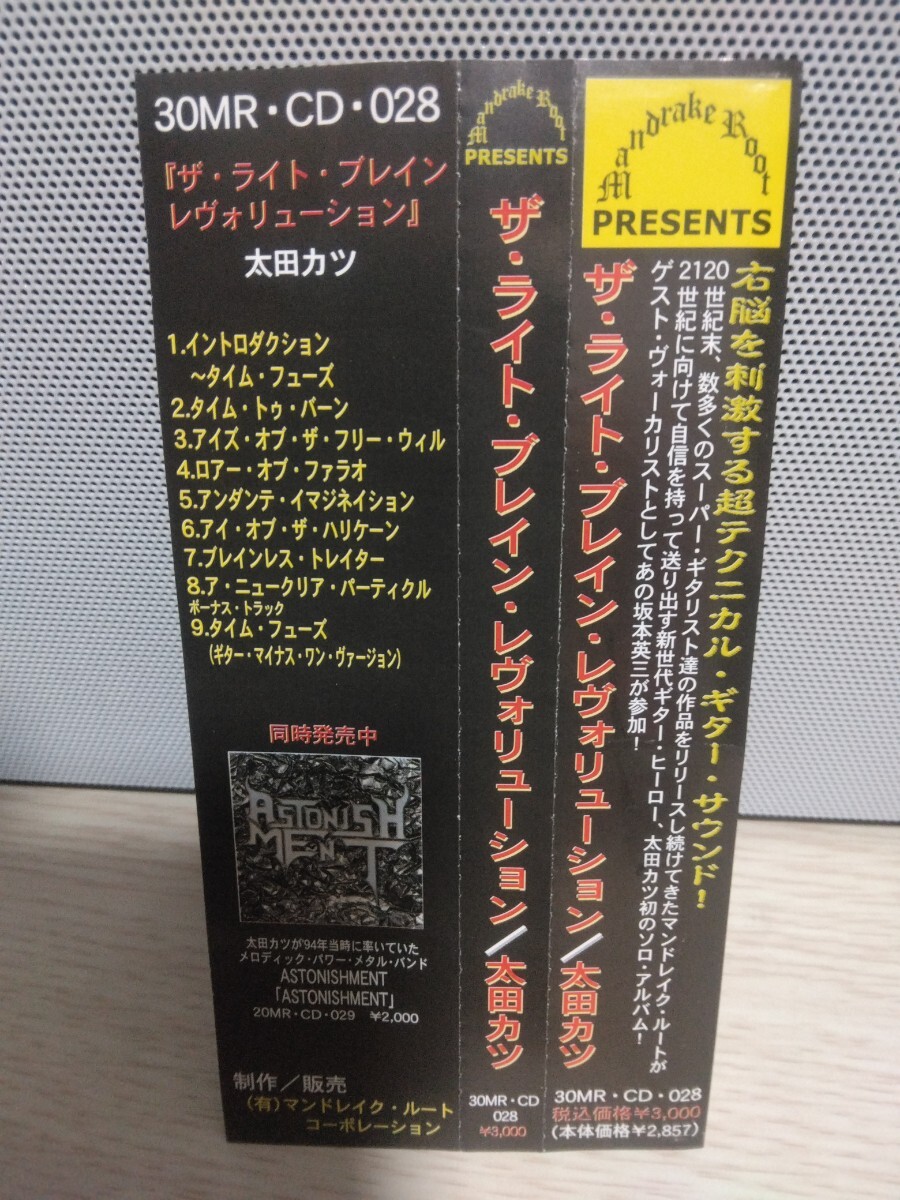 30MR・CD・028
『ザ・ライト・ブレイン
レヴォリューション』
太田カツ
1.イントロダクション
～タイム・フューズ
2.タイム・トゥ・バーン
3.アイズ・オブ・ザ・フリー・ウィル
4.ロアー・オブ・ファラオ
5.アンダンテ・イマジネイション
6.アイ・オブ・ザ・ハリケーン
7.ブレインレス・トレイター
8.ア・ニュークリア・パーティクル
ボーナス・トラック
9.タイム・フューズ
(ギター・マイナス・ワン・ヴァージョン)
同時発売中
ASTONISH
MENT
太田カツが'94年当時に率いていた
メロディック・パワー・メタル・バンド
ASTONISHMENT
「ASTONISHMENT」
20MR・CD・029 ¥2,000
制作／販売
(有)マンドレイク・ルート
コーポレーション
Mandrake Root
PRESENTS
ザ・ライト・ブレイン・レヴォリューション／太田カツ
30MR・CD
028
¥3,000
Mandrake Root
PRESENTS
右脳を刺激する超テクニカル・ギター・サウンド！
20世紀末、数多くのスーパー・ギタリスト達の作品をリリースし続けてきたマンドレイク・ルートが
21世紀に向けて自信を持って送り出す新世代ギター・ヒーロー、太田カツ初のソロ・アルバム！
ゲスト・ヴォーカリストとしてあの坂本英三が参加！
ザ・ライト・ブレイン・レヴォリューション／太田カツ
30MR・CD・028
税込価格¥3,000
(本体価格¥2,857)